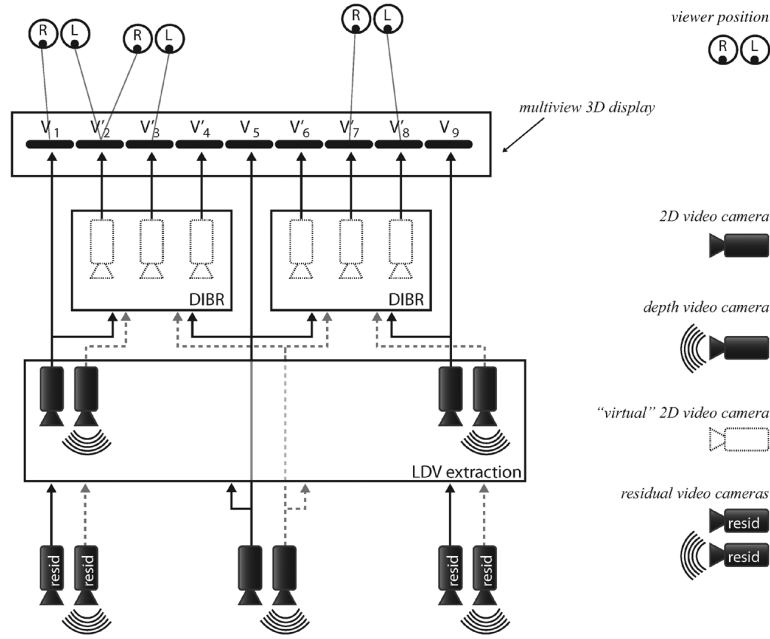 R L R L R L
viewer position
R L
multiview 3D display
V1 V′2 V′3 V′4 V5 V′6 V′7 V′8 V9
2D video camera
DIBR DIBR
depth video camera
"virtual" 2D video camera
LDV extraction
residual video cameras
resid
resid
resid resid resid resid